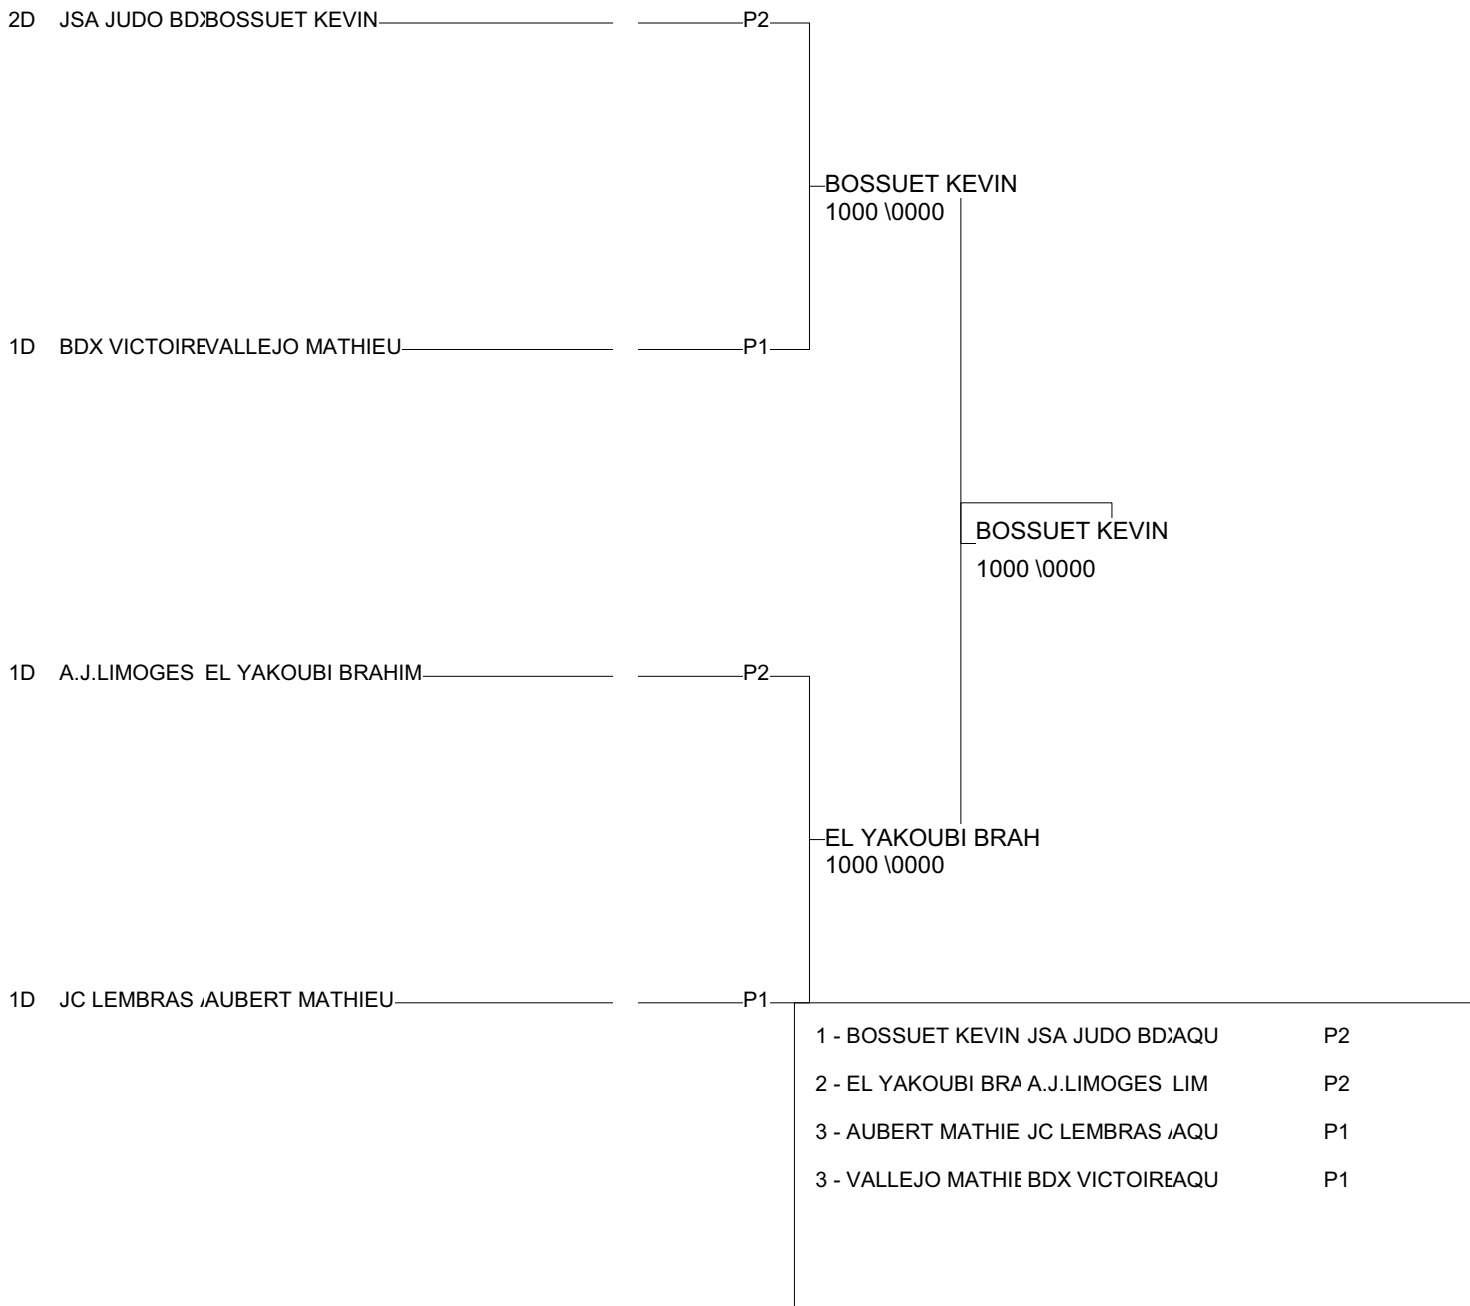 2D JSA JUDO BDX BOSSUET KEVIN P2
BOSSUET KEVIN
1000 \0000
1D BDX VICTOIRE VALLEJO MATHIEU P1
BOSSUET KEVIN
1000 \0000
1D A.J.LIMOGES EL YAKOUBI BRAHIM P2
EL YAKOUBI BRAH
1000 \0000
1D JC LEMBRAS AUBERT MATHIEU P1
1 - BOSSUET KEVIN JSA JUDO BDX AQU P2
2 - EL YAKOUBI BRA A.J.LIMOGES LIM P2
3 - AUBERT MATHIE JC LEMBRAS AQU P1
3 - VALLEJO MATHIE BDX VICTOIRE AQU P1